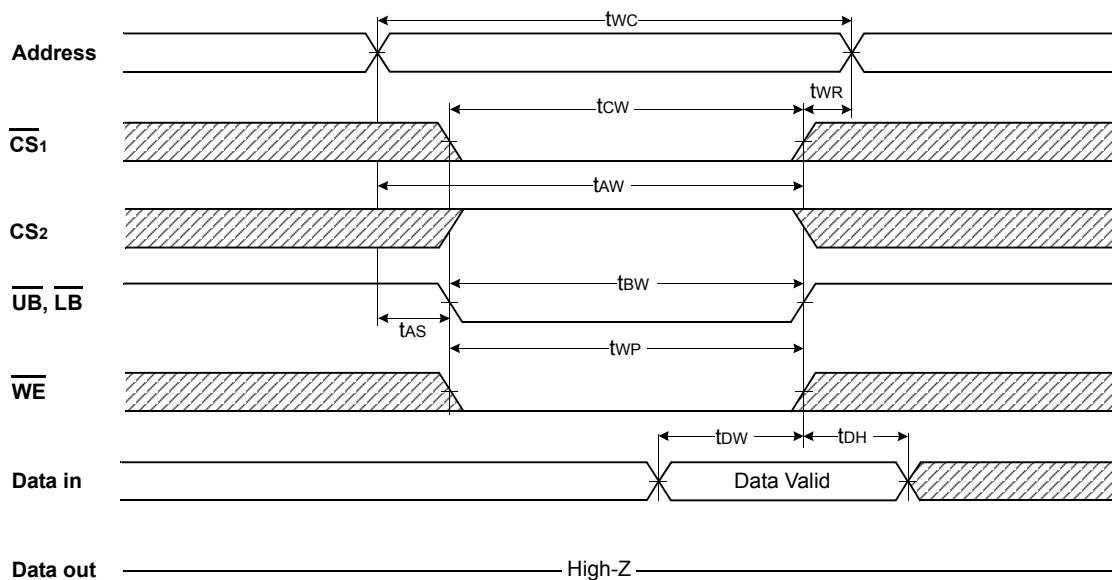 tWC
Address
tCW
tWR
CS1
tAW
CS2
tBW
UB, LB
tAS
tWP
WE
tDW
tDH
Data in
Data Valid
Data out
High-Z